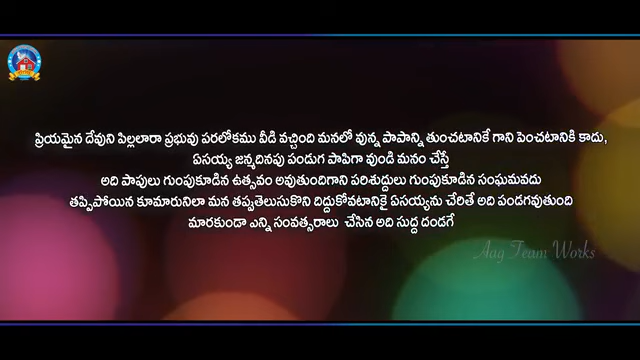 ప్రియమైన దేవుని పిల్లలారా ప్రభువు పరలోకము వీడి వచ్చింది మనలో వున్న పాపాన్ని తుంచటానికే గాని పెంచటానికి కాదు,
ఏసయ్య జన్మదినపు పండుగ పాపిగా వుండి మనం చేస్తే
అది పాపులు గుంపుకూడిన ఉత్సవం అవుతుందిగాని పరిశుద్దులు గుంపుకూడిన సంఘమవదు
తప్పిపోయిన కూమారునిలా మన తప్పుతెలుసుకొని దిద్దుకోవటానికై ఏసయ్యను చేరితే అది పండగవుతుంది
మారకుండా ఎన్ని సంవత్సరాలు చేసిన అది సుద్ద దండగే
Aag Team Works